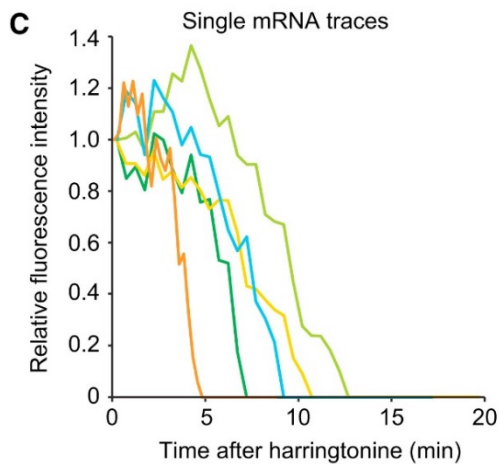 C
Single mRNA traces
Relative fluorescence intensity
1.4
1.2
1.0
0.8
0.6
0.4
0.2
0
0 5 10 15 20
Time after harringtonine (min)